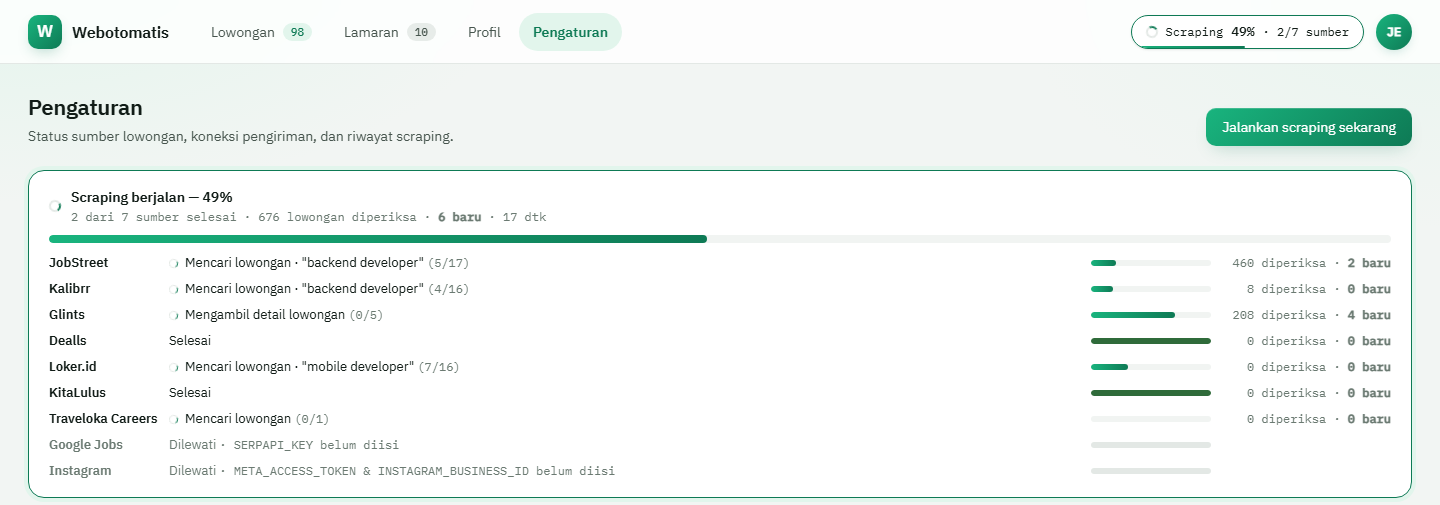 W Webotomatis Lowongan 98 Lamaran 10 Profil Pengaturan Scraping 49% · 2/7 sumber JE
Pengaturan
Status sumber lowongan, koneksi pengiriman, dan riwayat scraping.
Jalankan scraping sekarang
Scraping berjalan — 49%
2 dari 7 sumber selesai · 676 lowongan diperiksa · 6 baru · 17 dtk
JobStreet Mencari lowongan · "backend developer" (5/17) 460 diperiksa · 2 baru
Kalibrr Mencari lowongan · "backend developer" (4/16) 8 diperiksa · 0 baru
Glints Mengambil detail lowongan (0/5) 208 diperiksa · 4 baru
Dealls Selesai 0 diperiksa · 0 baru
Loker.id Mencari lowongan · "mobile developer" (7/16) 0 diperiksa · 0 baru
KitaLulus Selesai 0 diperiksa · 0 baru
Traveloka Careers Mencari lowongan (0/1) 0 diperiksa · 0 baru
Google Jobs Dilewati · SERPAPI_KEY belum diisi
Instagram Dilewati · META_ACCESS_TOKEN & INSTAGRAM_BUSINESS_ID belum diisi